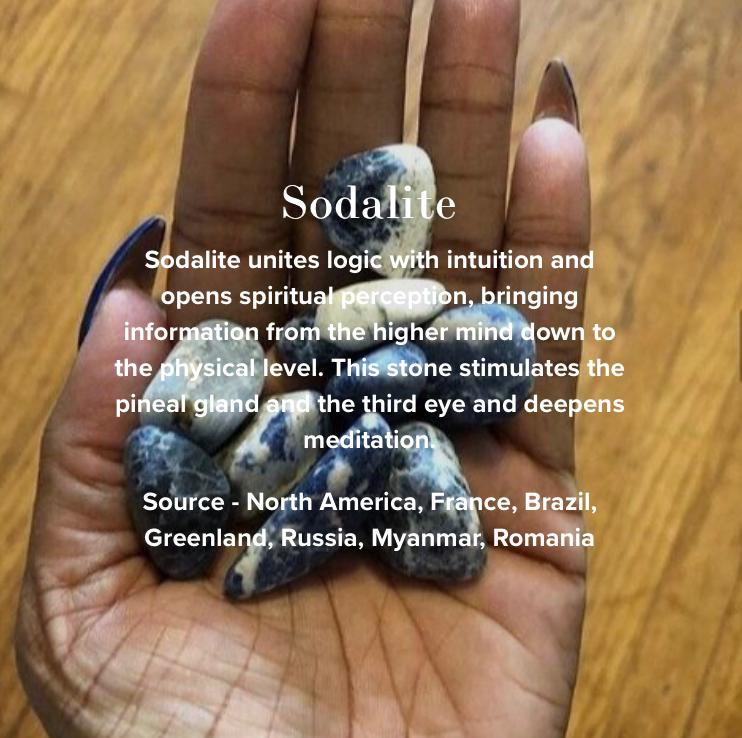 Sodalite
Sodalite unites logic with intuition and
opens spiritual perception, bringing
information from the higher mind down to
the physical level. This stone stimulates the
pineal gland and the third eye and deepens
meditation.
Source - North America, France, Brazil,
Greenland, Russia, Myanmar, Romania